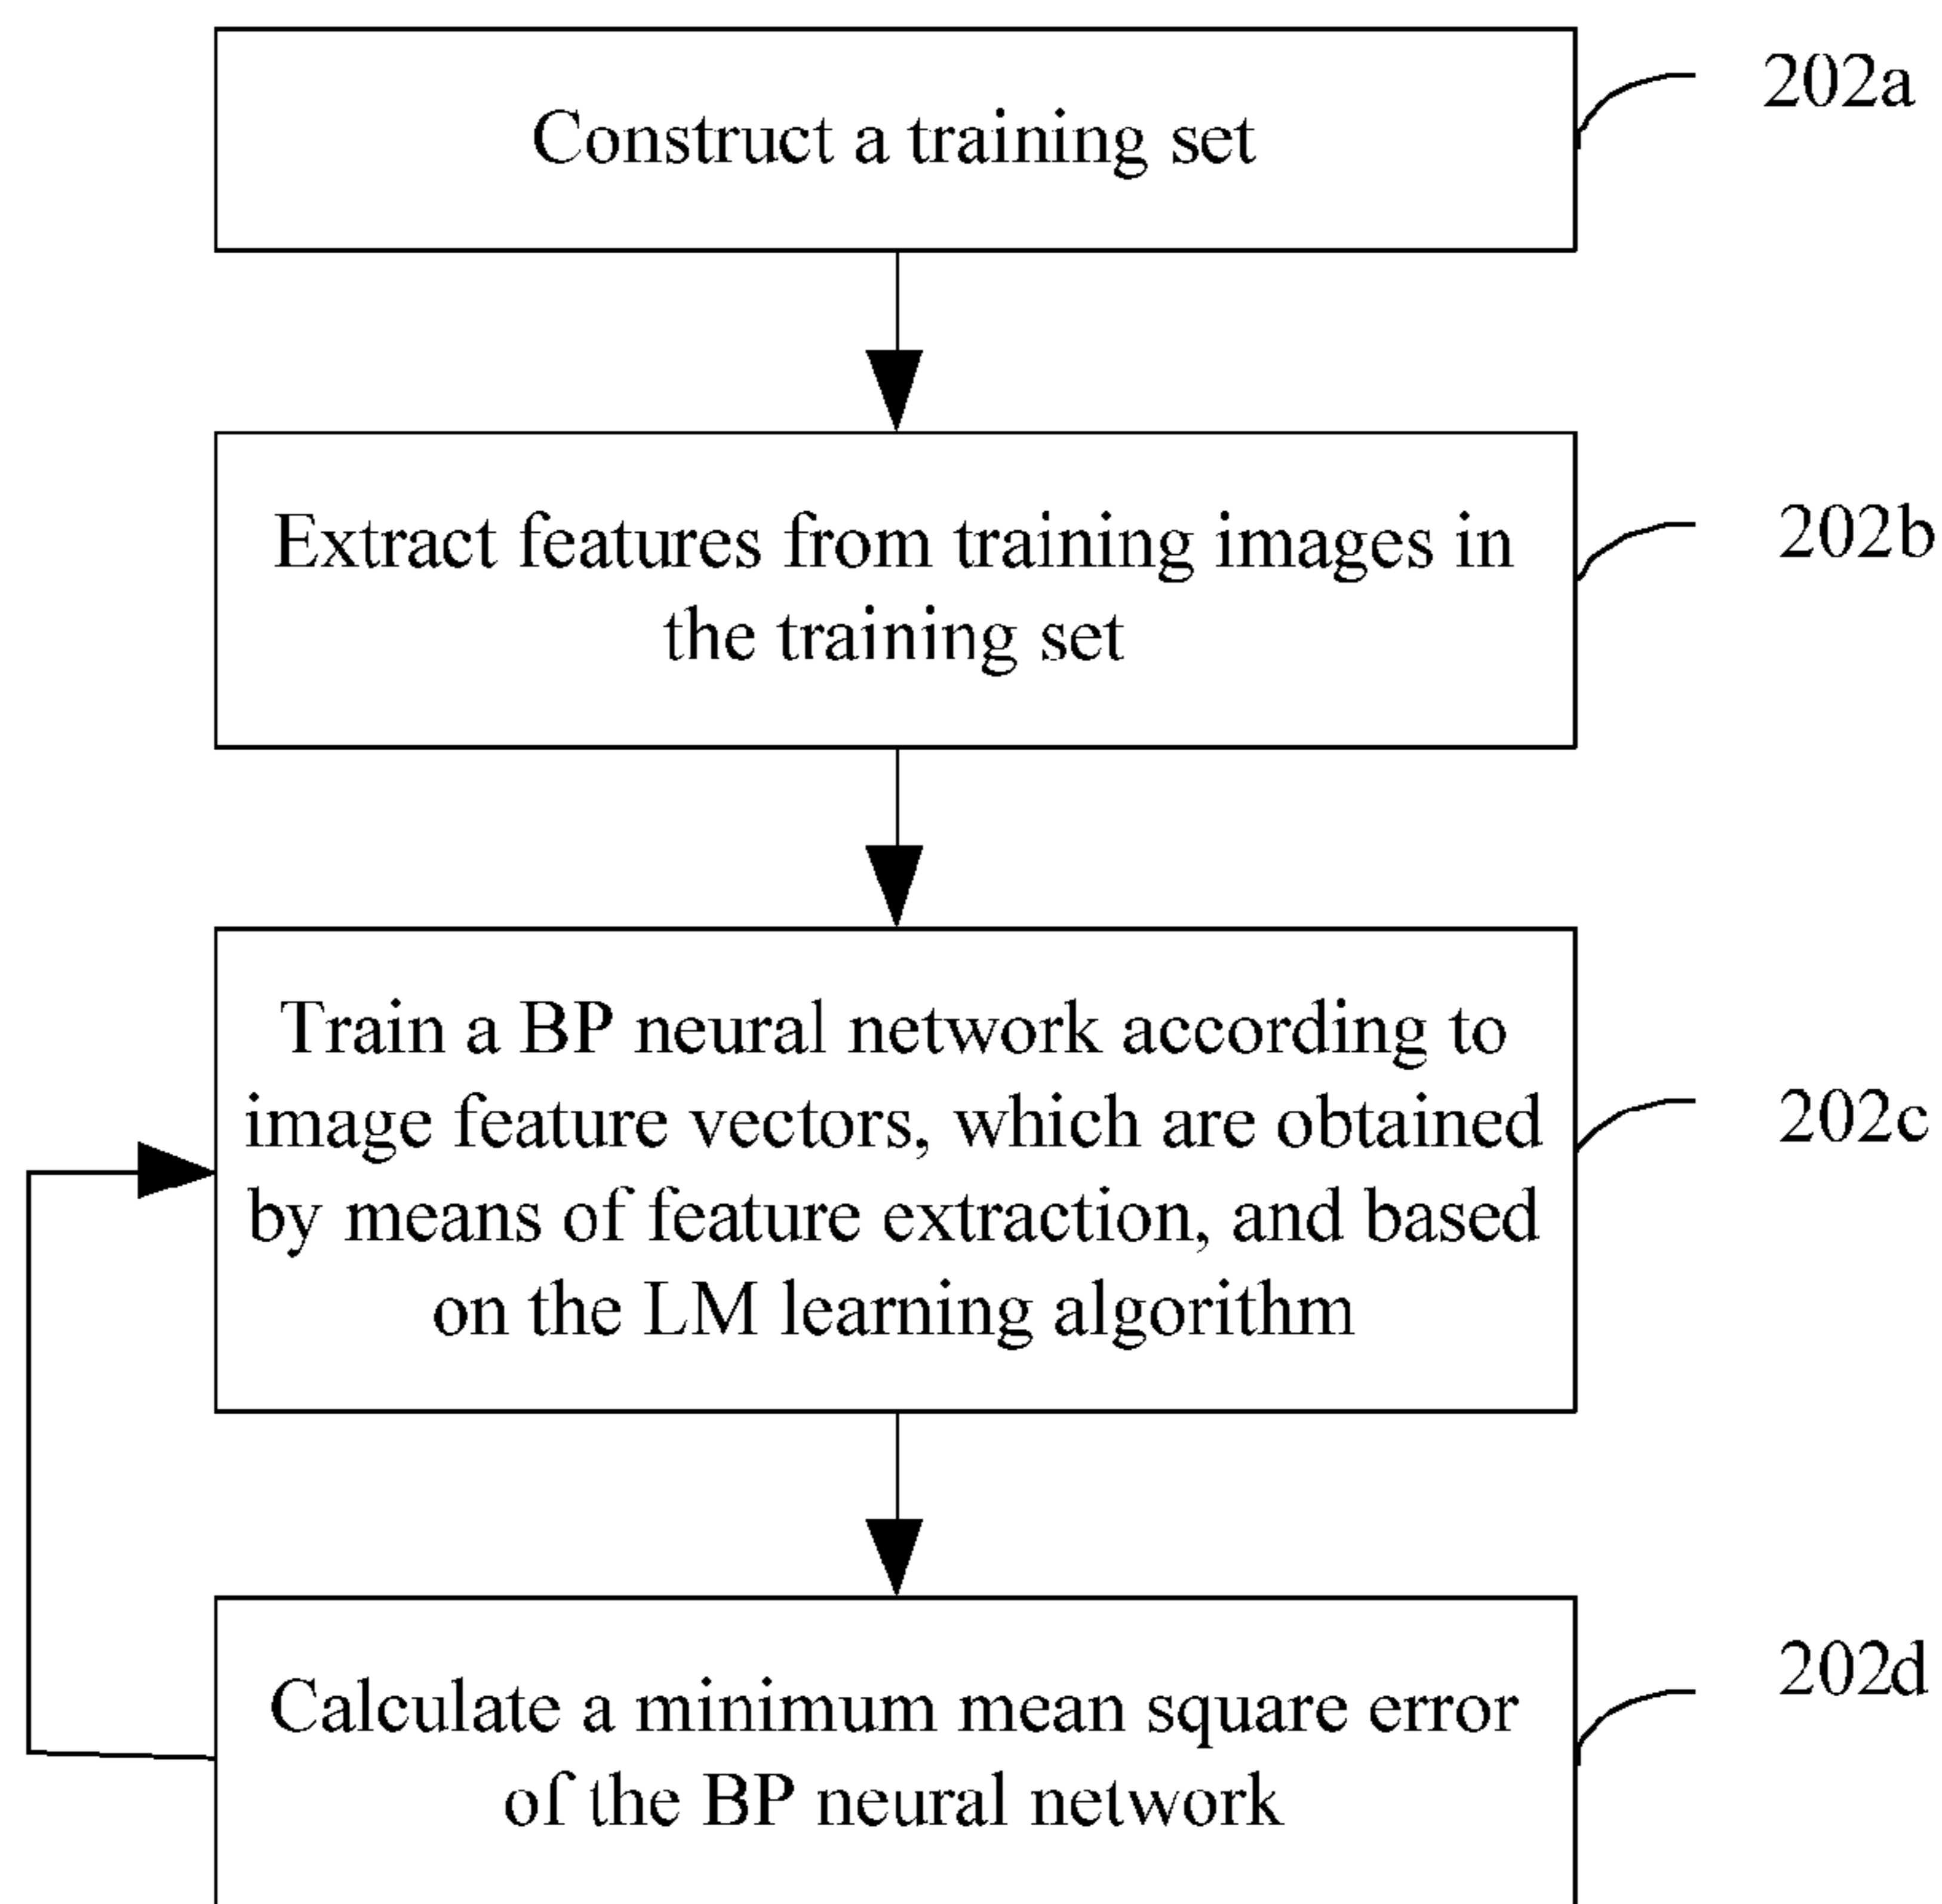 Construct a training set
202a
Extract features from training images in
the training set
202b
Train a BP neural network according to
image feature vectors, which are obtained
by means of feature extraction, and based
on the LM learning algorithm
202c
Calculate a minimum mean square error
of the BP neural network
202d